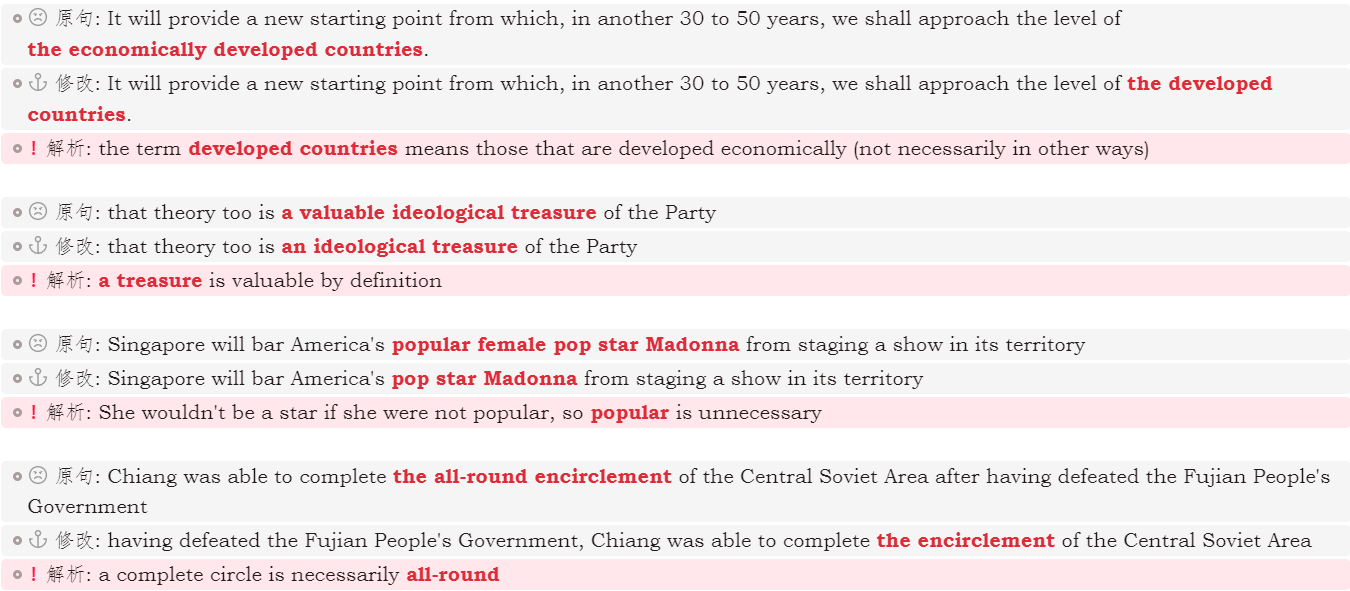 原句: It will provide a new starting point from which, in another 30 to 50 years, we shall approach the level of
the economically developed countries.
修改: It will provide a new starting point from which, in another 30 to 50 years, we shall approach the level of the developed
countries.
! 解析: the term developed countries means those that are developed economically (not necessarily in other ways)
原句: that theory too is a valuable ideological treasure of the Party
修改: that theory too is an ideological treasure of the Party
! 解析: a treasure is valuable by definition
原句: Singapore will bar America's popular female pop star Madonna from staging a show in its territory
修改: Singapore will bar America's pop star Madonna from staging a show in its territory
! 解析: She wouldn't be a star if she were not popular, so popular is unnecessary
原句: Chiang was able to complete the all-round encirclement of the Central Soviet Area after having defeated the Fujian People's
Government
修改: having defeated the Fujian People's Government, Chiang was able to complete the encirclement of the Central Soviet Area
! 解析: a complete circle is necessarily all-round